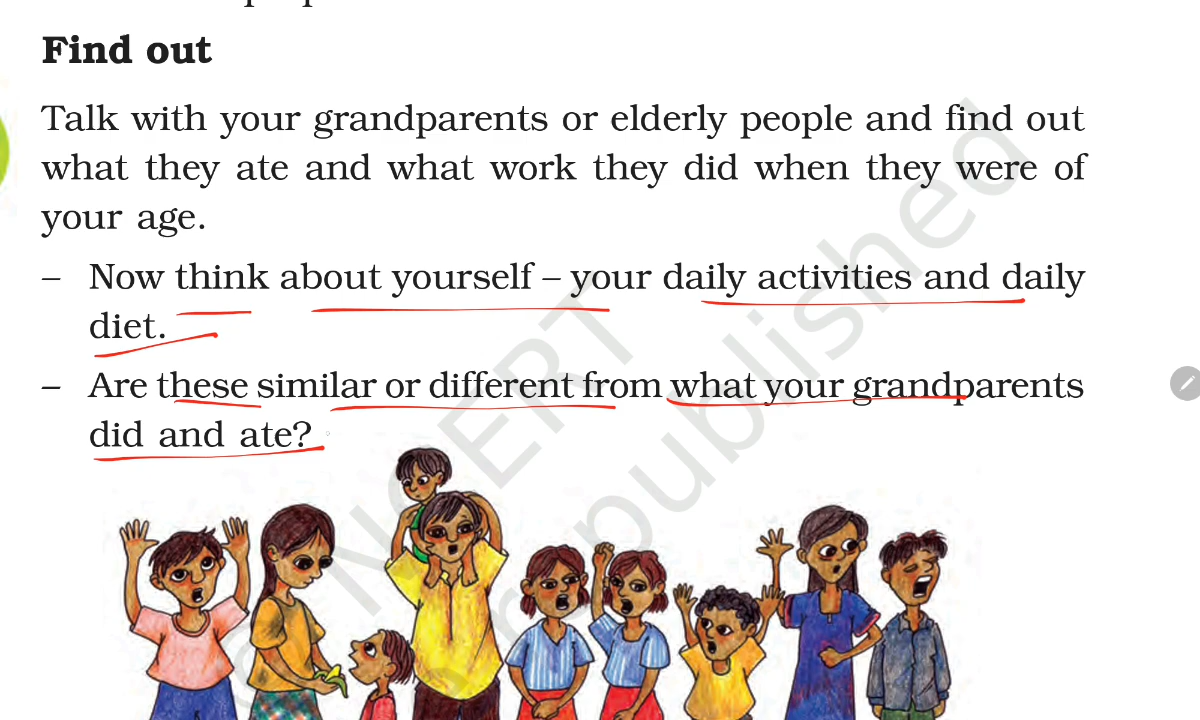 Find out
Talk with your grandparents or elderly people and find out
what they ate and what work they did when they were of
your age.
– Now think about yourself – your daily activities and daily
diet.
– Are these similar or different from what your grandparents
did and ate?
NCERT
republished